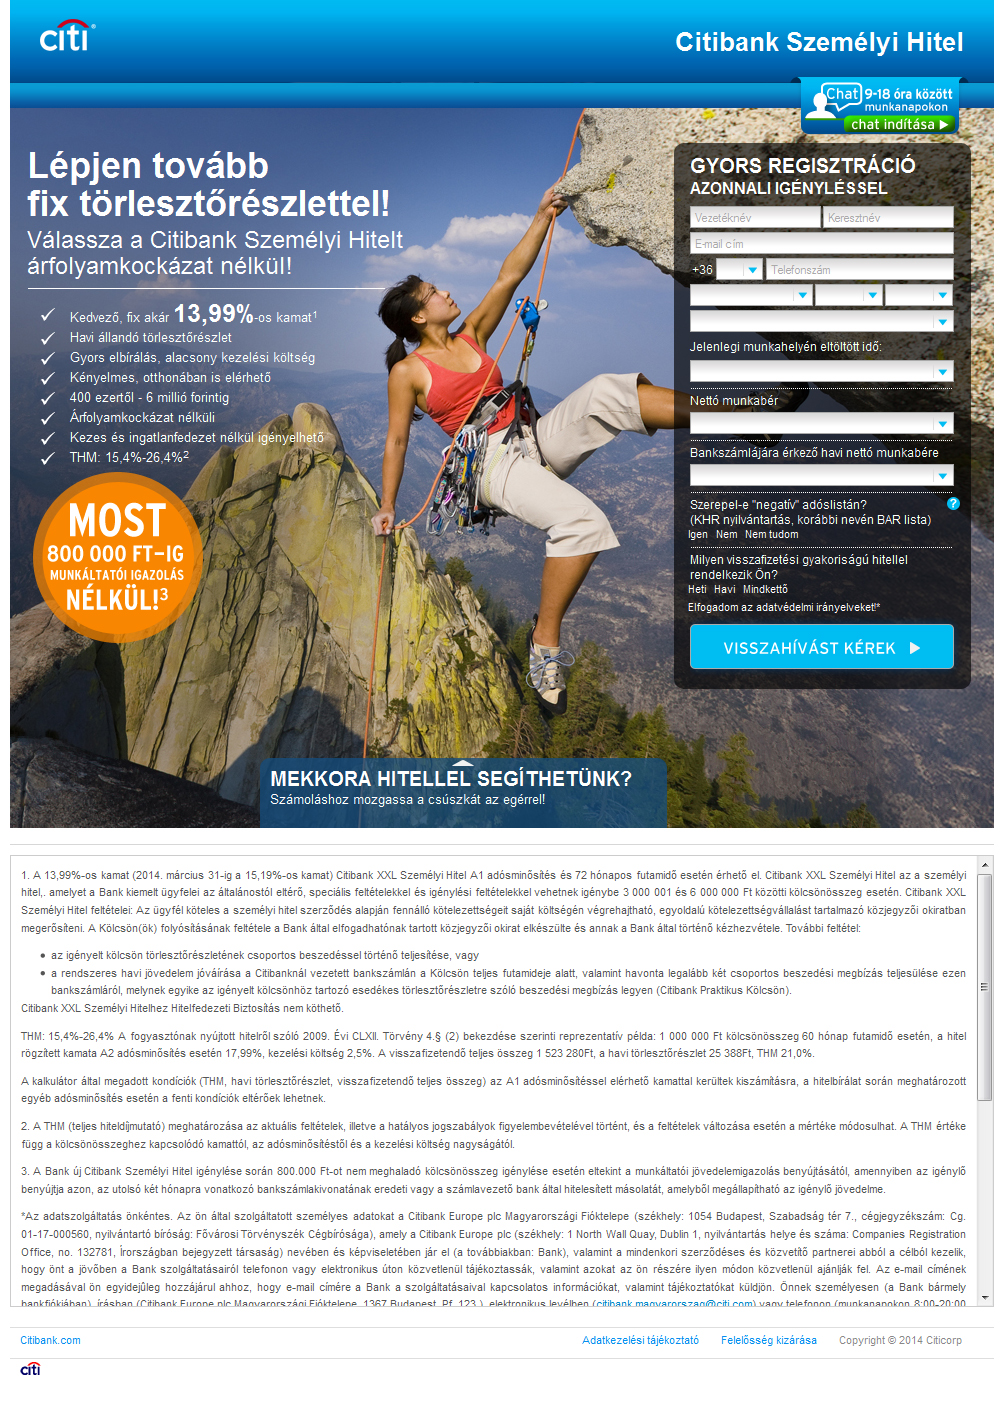 citi
Citibank Személyi Hitel
Chat 9-18 óra között
munkanapokon
chat indítása
Lépjen tovább
fix törlesztőrészlettel!
Válassza a Citibank Személyi Hitelt
árfolyamkockázat nélkül!
Kedvező, fix akár 13,99%-os kamat1
Havi állandó törlesztőrészlet
Gyors elbírálás, alacsony kezelési költség
Kényelmes, otthonában is elérhető
400 ezertől - 6 millió forintig
Árfolyamkockázat nélküli
Kezes és ingatlanfedezet nélkül igényelhető
THM: 15,4%-26,4%2
MOST
800 000 FT-IG
MUNKÁLTATÓI IGAZOLÁS
NÉLKÜL!3
GYORS REGISZTRÁCIÓ
AZONNALI IGÉNYLÉSSEL
Vezetéknév Keresztnév
E-mail cím
+36 Telefonszám
Jelenlegi munkahelyén eltöltött idő:
Nettó munkabér
Bankszámlájára érkező havi nettó munkabére
Szerepel-e "negatív" adóslistán? ?
(KHR nyilvántartás, korábbi nevén BAR lista)
Igen Nem Nem tudom
Milyen visszafizetési gyakoriságú hitellel
rendelkezik Ön?
Heti Havi Mindkettő
Elfogadom az adatvédelmi irányelveket!*
VISSZAHÍVÁST KÉREK
MEKKORA HITELLEL SEGÍTHETÜNK?
Számoláshoz mozgassa a csúszkát az egérrel!
1. A 13,99%-os kamat (2014. március 31-ig a 15,19%-os kamat) Citibank XXL Személyi Hitel A1 adósminősítés és 72 hónapos futamidő esetén érhető el. Citibank XXL Személyi Hitel az a személyi
hitel,. amelyet a Bank kiemelt ügyfelei az általánostól eltérő, speciális feltételekkel és igénylési feltételekkel vehetnek igénybe 3 000 001 és 6 000 000 Ft közötti kölcsönösszeg esetén. Citibank XXL
Személyi Hitel feltételei: Az ügyfél köteles a személyi hitel szerződés alapján fennálló kötelezettségeit saját költségén végrehajtható, egyoldalú kötelezettségvállalást tartalmazó közjegyzői okiratban
megerősíteni. A Kölcsön(ök) folyósításának feltétele a Bank által elfogadhatónak tartott közjegyzői okirat elkészülte és annak a Bank által történő kézhezvétele. További feltétel:
• az igényelt kölcsön törlesztőrészletének csoportos beszedéssel történő teljesítése, vagy
• a rendszeres havi jövedelem jóváírása a Citibanknál vezetett bankszámlán a Kölcsön teljes futamideje alatt, valamint havonta legalább két csoportos beszedési megbízás teljesülése ezen
bankszámláról, melynek egyike az igényelt kölcsönhöz tartozó esedékes törlesztőrészletre szóló beszedési megbízás legyen (Citibank Praktikus Kölcsön).
Citibank XXL Személyi Hitelhez Hitelfedezeti Biztosítás nem köthető.
THM: 15,4%-26,4% A fogyasztónak nyújtott hitelről szóló 2009. Évi CLXII. Törvény 4.§ (2) bekezdése szerinti reprezentatív példa: 1 000 000 Ft kölcsönösszeg 60 hónap futamidő esetén, a hitel
rögzített kamata A2 adósminősítés esetén 17,99%, kezelési költség 2,5%. A visszafizetendő teljes összeg 1 523 280Ft, a havi törlesztőrészlet 25 388Ft, THM 21,0%.
A kalkulátor által megadott kondíciók (THM, havi törlesztőrészlet, visszafizetendő teljes összeg) az A1 adósminősítéssel elérhető kamattal kerültek kiszámításra, a hitelbírálat során meghatározott
egyéb adósminősítés esetén a fenti kondíciók eltérőek lehetnek.
2. A THM (teljes hiteldíjmutató) meghatározása az aktuális feltételek, illetve a hatályos jogszabályok figyelembevételével történt, és a feltételek változása esetén a mértéke módosulhat. A THM értéke
függ a kölcsönösszeghez kapcsolódó kamattól, az adósminősítéstől és a kezelési költség nagyságától.
3. A Bank új Citibank Személyi Hitel igénylése során 800.000 Ft-ot nem meghaladó kölcsönösszeg igénylése esetén eltekint a munkáltatói jövedelemigazolás benyújtásától, amennyiben az igénylő
benyújtja azon, az utolsó két hónapra vonatkozó bankszámlakivonatának eredeti vagy a számlavezető bank által hitelesített másolatát, amelyből megállapítható az igénylő jövedelme.
*Az adatszolgáltatás önkéntes. Az ön által szolgáltatott személyes adatokat a Citibank Europe plc Magyarországi Fióktelepe (székhely: 1054 Budapest, Szabadság tér 7., cégjegyzékszám: Cg.
01-17-000560, nyilvántartó bíróság: Fővárosi Törvényszék Cégbírósága), amely a Citibank Europe plc (székhely: 1 North Wall Quay, Dublin 1, nyilvántartás helye és száma: Companies Registration
Office, no. 132781, Írországban bejegyzett társaság) nevében és képviseletében jár el (a továbbiakban: Bank), valamint a mindenkori szerződéses és közvetítő partnerei abból a célból kezelik,
hogy önt a jövőben a Bank szolgáltatásairól telefonon vagy elektronikus úton közvetlenül tájékoztassák, valamint azokat az ön részére ilyen módon közvetlenül ajánlják fel. Az e-mail címének
megadásával ön egyidejűleg hozzájárul ahhoz, hogy e-mail címére a Bank a szolgáltatásaival kapcsolatos információkat, valamint tájékoztatókat küldjön. Önnek személyesen (a Bank bármely
bankfiókjában), írásban (Citibank Europe plc Magyarországi Fióktelepe, 1367 Budapest, Pf. 123.), elektronikus levélben (citibank.magyarorszag@citi.com) vagy telefonon (munkanapokon 8:00-20:00
Citibank.com Adatkezelési tájékoztató Felelősség kizárása Copyright © 2014 Citicorp
citi